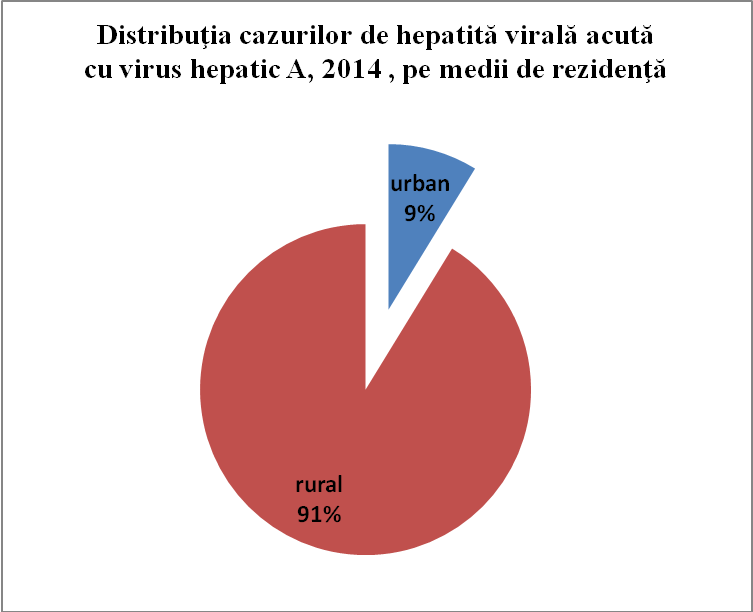 Distribuţia cazurilor de hepatită virală acută
cu virus hepatic A, 2014 , pe medii de rezidenţă
urban
9%
rural
91%